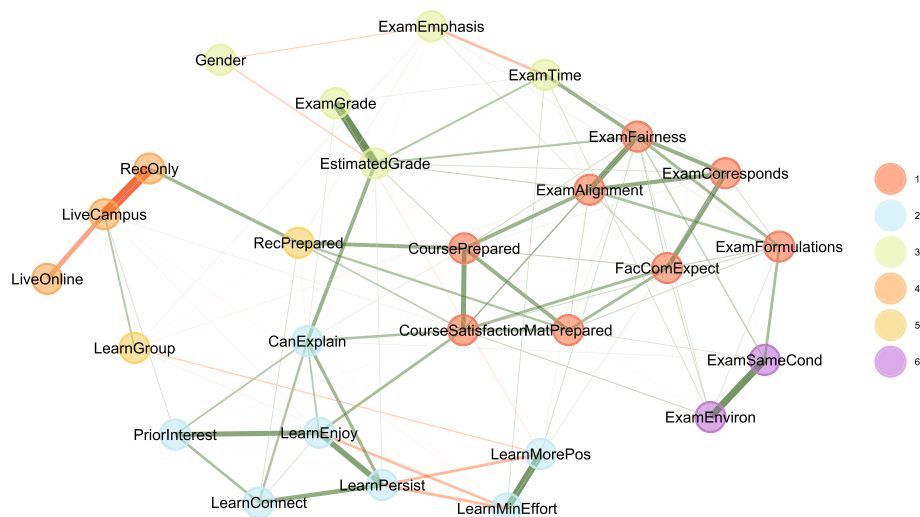 ExamEmphasis
Gender
ExamTime
ExamGrade
ExamFairness
EstimatedGrade
RecOnly
ExamCorresponds
ExamAlignment
LiveCampus
RecPrepared
CoursePrepared
ExamFormulations
FacComExpect
LiveOnline
CourseSatisfaction
MatPrepared
CanExplain
LearnGroup
ExamSameCond
ExamEnviron
PriorInterest
LearnEnjoy
LearnMorePos
LearnPersist
LearnConnect
LearnMinEffort
1
2
3
4
5
6